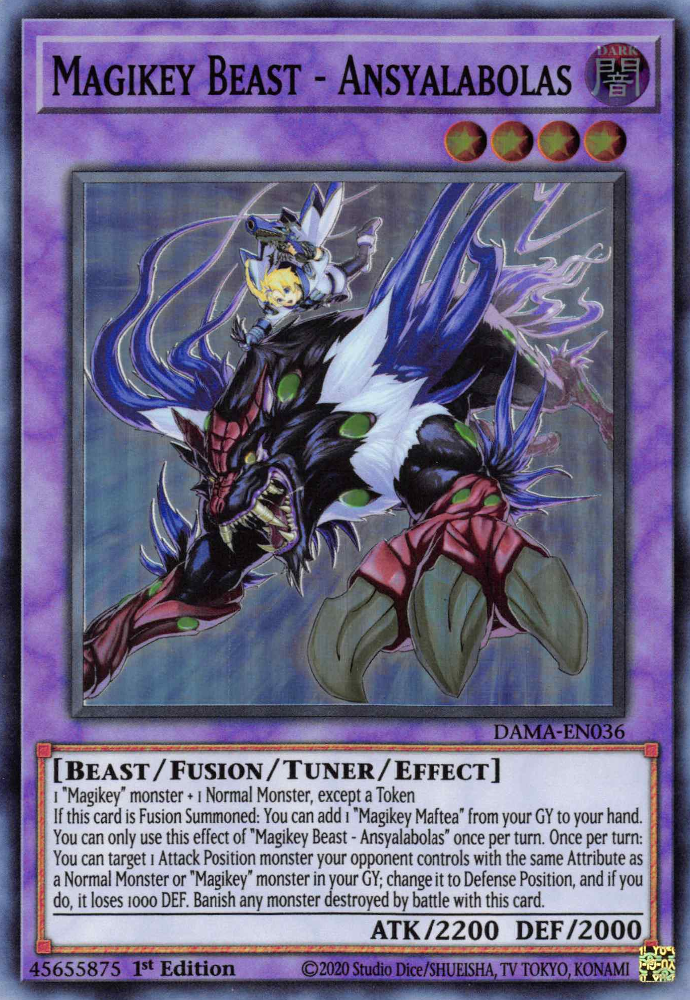 Magikey Beast - Ansyalabolas
DARK
闇
DAMA-EN036
[Beast/Fusion/Tuner/Effect]
1 "Magikey" monster + 1 Normal Monster, except a Token
If this card is Fusion Summoned: You can add 1 "Magikey Maftea" from your GY to your hand.
You can only use this effect of "Magikey Beast - Ansyalabolas" once per turn. Once per turn:
You can target 1 Attack Position monster your opponent controls with the same Attribute as
a Normal Monster or "Magikey" monster in your GY; change it to Defense Position, and if you
do, it loses 1000 DEF. Banish any monster destroyed by battle with this card.
ATK/2200 DEF/2000
45655875 1st Edition ©2020 Studio Dice/SHUEISHA, TV TOKYO, KONAMI